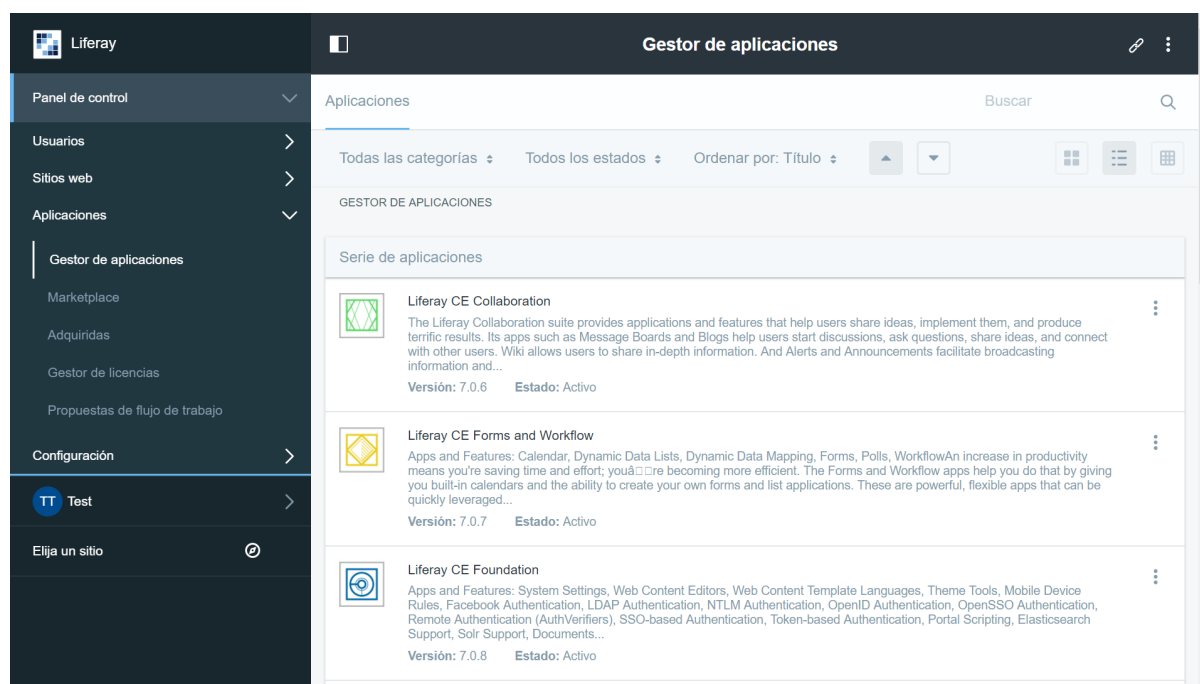 Liferay
Gestor de aplicaciones
Panel de control
Aplicaciones
Buscar
Usuarios
Sitios web
Aplicaciones
Gestor de aplicaciones
Marketplace
Adquiridas
Gestor de licencias
Propuestas de flujo de trabajo
Configuración
TT Test
Elija un sitio
Todas las categorías
Todos los estados
Ordenar por: Título
GESTOR DE APLICACIONES
Serie de aplicaciones
Liferay CE Collaboration
The Liferay Collaboration suite provides applications and features that help users share ideas, implement them, and produce
terrific results. Its apps such as Message Boards and Blogs help users start discussions, ask questions, share ideas, and connect
with other users. Wiki allows users to share in-depth information. And Alerts and Announcements facilitate broadcasting
information and...
Versión: 7.0.6 Estado: Activo
Liferay CE Forms and Workflow
Apps and Features: Calendar, Dynamic Data Lists, Dynamic Data Mapping, Forms, Polls, WorkflowAn increase in productivity
means you're saving time and effort; youâ□□re becoming more efficient. The Forms and Workflow apps help you do that by giving
you built-in calendars and the ability to create your own forms and list applications. These are powerful, flexible apps that can be
quickly leveraged...
Versión: 7.0.7 Estado: Activo
Liferay CE Foundation
Apps and Features: System Settings, Web Content Editors, Web Content Template Languages, Theme Tools, Mobile Device
Rules, Facebook Authentication, LDAP Authentication, NTLM Authentication, OpenID Authentication, OpenSSO Authentication,
Remote Authentication (AuthVerifiers), SSO-based Authentication, Token-based Authentication, Portal Scripting, Elasticsearch
Support, Solr Support, Documents...
Versión: 7.0.8 Estado: Activo